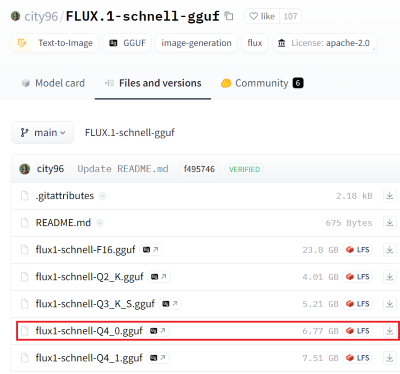 city96/FLUX.1-schnell-gguf like 107
Text-to-Image GGUF image-generation flux License: apache-2.0
Model card Files and versions Community 6
main FLUX.1-schnell-gguf
city96 Update README.md f495746 VERIFIED
.gitattributes 2.18 kB
README.md 675 Bytes
flux1-schnell-F16.gguf 23.8 GB LFS
flux1-schnell-Q2_K.gguf 4.01 GB LFS
flux1-schnell-Q3_K_S.gguf 5.21 GB LFS
flux1-schnell-Q4_0.gguf 6.77 GB LFS
flux1-schnell-Q4_1.gguf 7.51 GB LFS